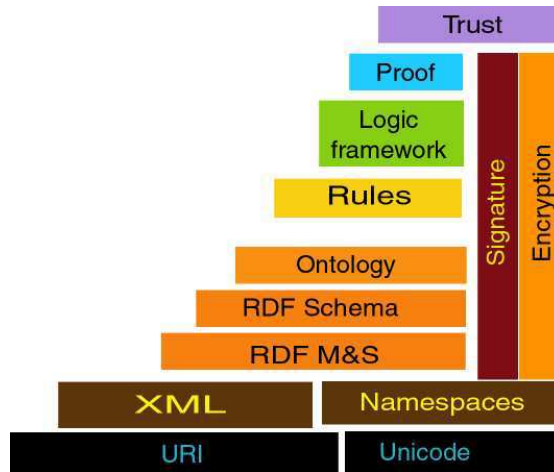 Trust
Proof
Logic
framework
Rules
Ontology
RDF Schema
RDF M&S
Signature
Encryption
XML
Namespaces
URI
Unicode